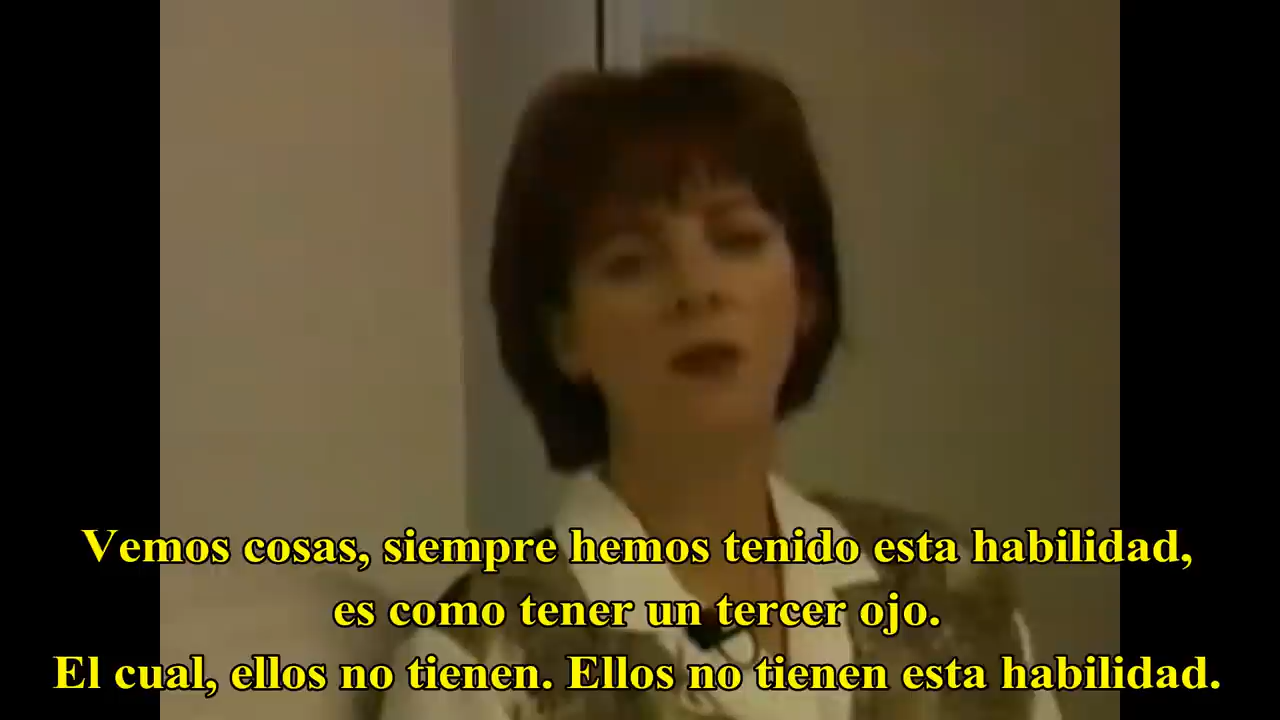 Vemos cosas, siempre hemos tenido esta habilidad,
es como tener un tercer ojo.
El cual, ellos no tienen. Ellos no tienen esta habilidad.